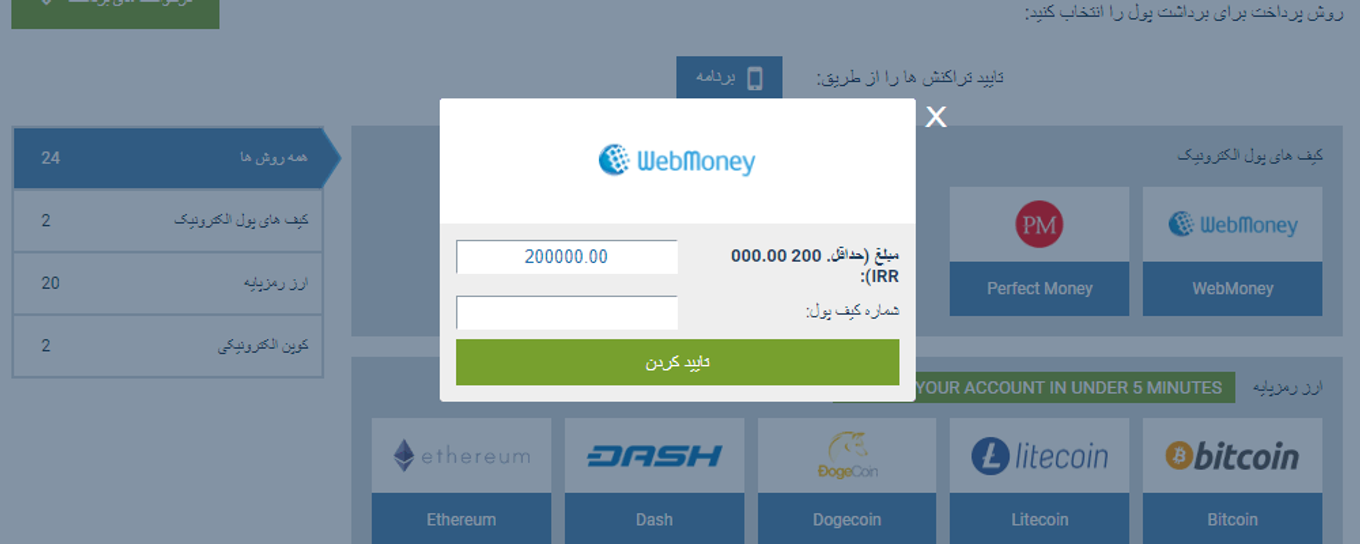 روش پرداخت برای برداشت پول را انتخاب کنید:
تایید تراکنش ها را از طریق:
برنامه
X
همه روش ها 24
کیف های پول الکترونیک 2
ارز رمزپایه 20
کوپن الکترونیکی 2
WebMoney
مبلغ (حداقل. 200 000.00
IRR):
200000.00
شماره کیف پول:
تایید کردن
کیف های پول الکترونیک
WebMoney
PM
WebMoney
Perfect Money
ارز رمزپایه
YOUR ACCOUNT IN UNDER 5 MINUTES
bitcoin
litecoin
DogeCoin
DASH
ethereum
Bitcoin
Litecoin
Dogecoin
Dash
Ethereum